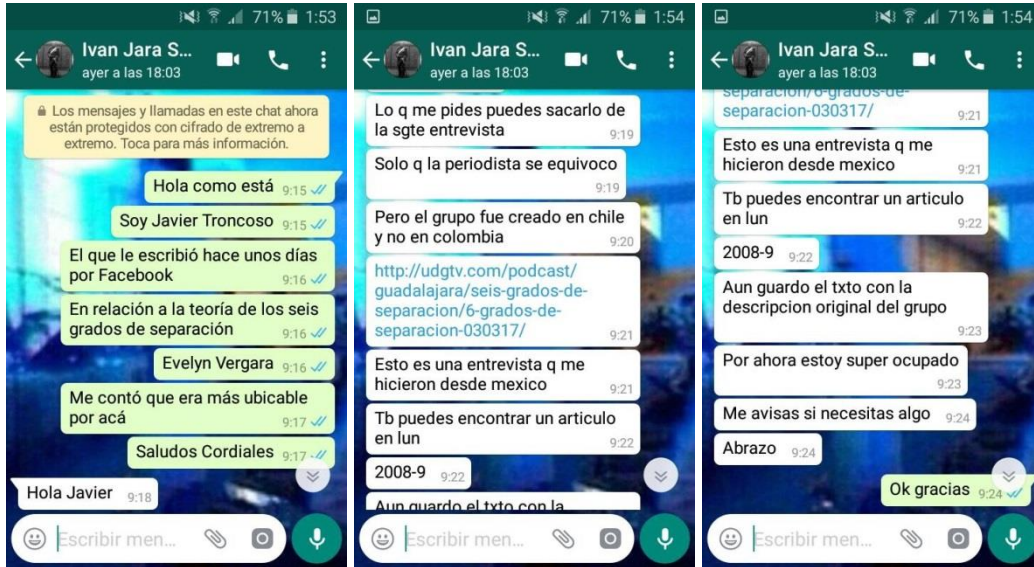 71% 1:53
Ivan Jara S...
ayer a las 18:03
Los mensajes y llamadas en este chat ahora
están protegidos con cifrado de extremo a
extremo. Toca para más información.
Hola como está 9:15
Soy Javier Troncoso 9:15
El que le escribió hace unos días
por Facebook 9:16
En relación a la teoría de los seis
grados de separación 9:16
Evelyn Vergara 9:16
Me contó que era más ubicable
por acá 9:17
Saludos Cordiales 9:17
Hola Javier 9:18
Escribir men...
71% 1:54
Ivan Jara S...
ayer a las 18:03
Lo q me pides puedes sacarlo de
la sgte entrevista 9:19
Solo q la periodista se equivoco
9:19
Pero el grupo fue creado en chile
y no en colombia 9:20
http://udgtv.com/podcast/
guadalajara/seis-grados-de-
separacion/6-grados-de-
separacion-030317/ 9:21
Esto es una entrevista q me
hicieron desde mexico 9:21
Tb puedes encontrar un articulo
en lun 9:22
2008-9 9:22
Aun guardo el txto con la
Escribir men...
71% 1:54
Ivan Jara S...
ayer a las 18:03
separacion/6-grados-de-
separacion-030317/ 9:21
Esto es una entrevista q me
hicieron desde mexico 9:21
Tb puedes encontrar un articulo
en lun 9:22
2008-9 9:22
Aun guardo el txto con la
descripcion original del grupo
9:23
Por ahora estoy super ocupado
9:23
Me avisas si necesitas algo 9:24
Abrazo 9:24
Ok gracias 9:24
Escribir men...